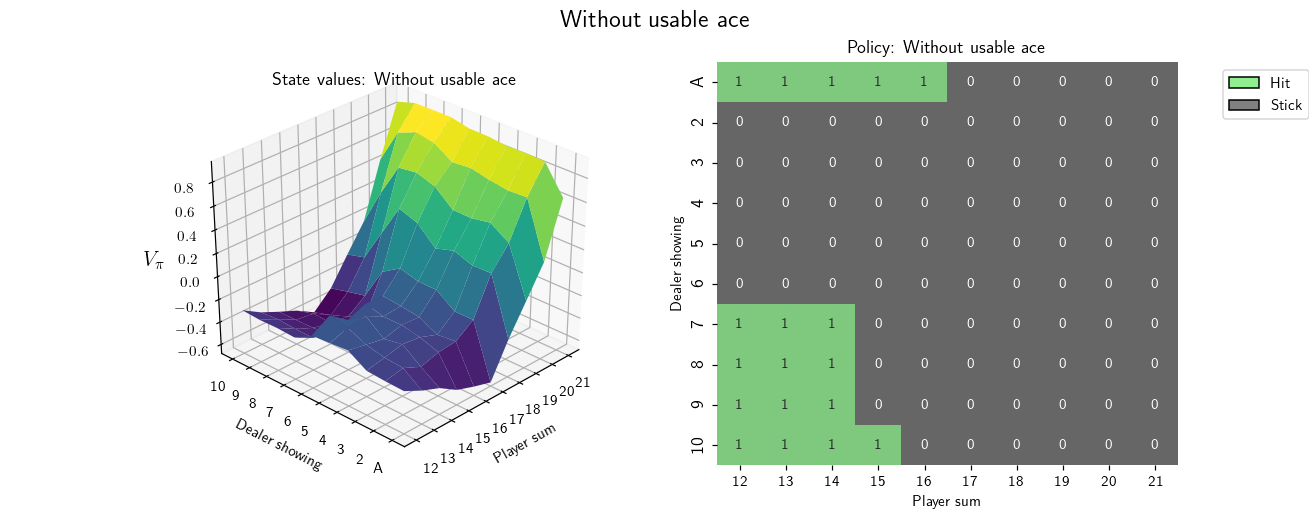 Without usable ace
State values: Without usable ace
V_π
0.8
0.6
0.4
0.2
0.0
−0.2
−0.4
−0.6
10
9
8
7
6
5
4
3
2
A
Dealer showing
12
13
14
15
16
17
18
19
20
21
Player sum
Policy: Without usable ace
Dealer showing
A 1 1 1 1 1 0 0 0 0 0
2 0 0 0 0 0 0 0 0 0 0
3 0 0 0 0 0 0 0 0 0 0
4 0 0 0 0 0 0 0 0 0 0
5 0 0 0 0 0 0 0 0 0 0
6 0 0 0 0 0 0 0 0 0 0
7 1 1 1 0 0 0 0 0 0 0
8 1 1 1 0 0 0 0 0 0 0
9 1 1 1 0 0 0 0 0 0 0
10 1 1 1 1 0 0 0 0 0 0
12 13 14 15 16 17 18 19 20 21
Player sum
Hit
Stick